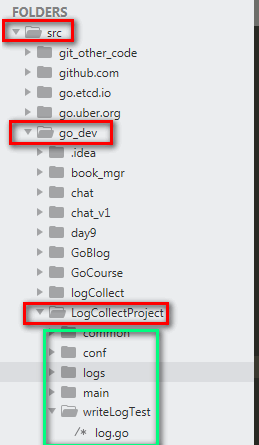 FOLDERS
src
git_other_code
github.com
go.etcd.io
go.uber.org
go_dev
.idea
book_mgr
chat
chat_v1
day9
GoBlog
GoCourse
logCollect
LogCollectProject
common
conf
logs
main
writeLogTest
/* log.go